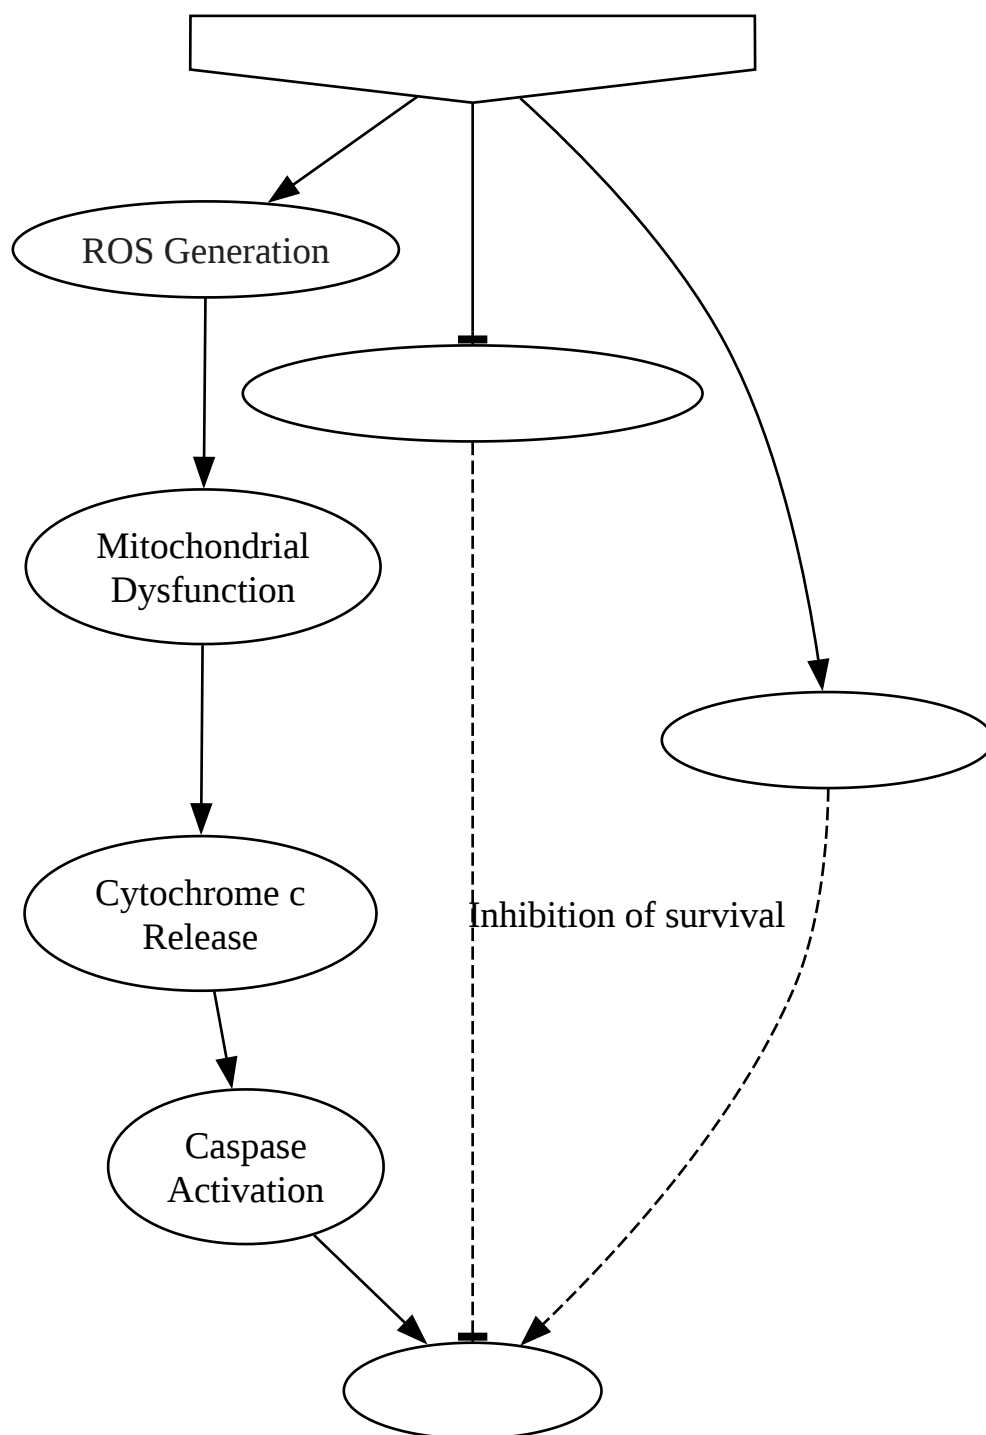 ROS Generation
Mitochondrial
Dysfunction
Cytochrome c
Release
Inhibition of survival
Caspase
Activation